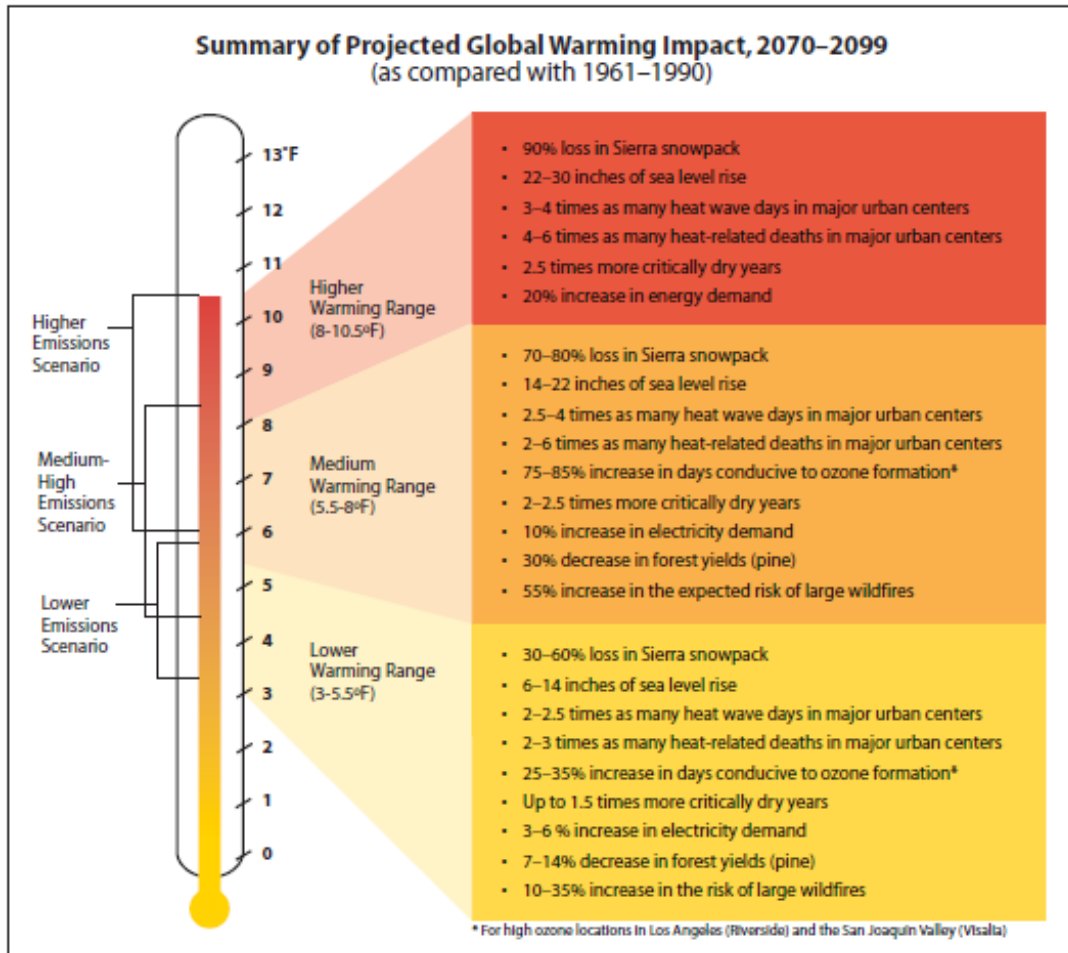 Summary of Projected Global Warming Impact, 2070–2099
(as compared with 1961–1990)
13°F
12
11
10
9
8
7
6
5
4
3
2
1
0
Higher
Emissions
Scenario
Medium-
High
Emissions
Scenario
Lower
Emissions
Scenario
Higher
Warming Range
(8-10.5ºF)
Medium
Warming Range
(5.5-8ºF)
Lower
Warming Range
(3-5.5ºF)
• 90% loss in Sierra snowpack
• 22–30 inches of sea level rise
• 3–4 times as many heat wave days in major urban centers
• 4–6 times as many heat-related deaths in major urban centers
• 2.5 times more critically dry years
• 20% increase in energy demand
• 70–80% loss in Sierra snowpack
• 14–22 inches of sea level rise
• 2.5–4 times as many heat wave days in major urban centers
• 2–6 times as many heat-related deaths in major urban centers
• 75–85% increase in days conducive to ozone formation*
• 2–2.5 times more critically dry years
• 10% increase in electricity demand
• 30% decrease in forest yields (pine)
• 55% increase in the expected risk of large wildfires
• 30–60% loss in Sierra snowpack
• 6–14 inches of sea level rise
• 2–2.5 times as many heat wave days in major urban centers
• 2–3 times as many heat-related deaths in major urban centers
• 25–35% increase in days conducive to ozone formation*
• Up to 1.5 times more critically dry years
• 3–6 % increase in electricity demand
• 7–14% decrease in forest yields (pine)
• 10–35% increase in the risk of large wildfires
* For high ozone locations in Los Angeles (Riverside) and the San Joaquin Valley (Visalia)